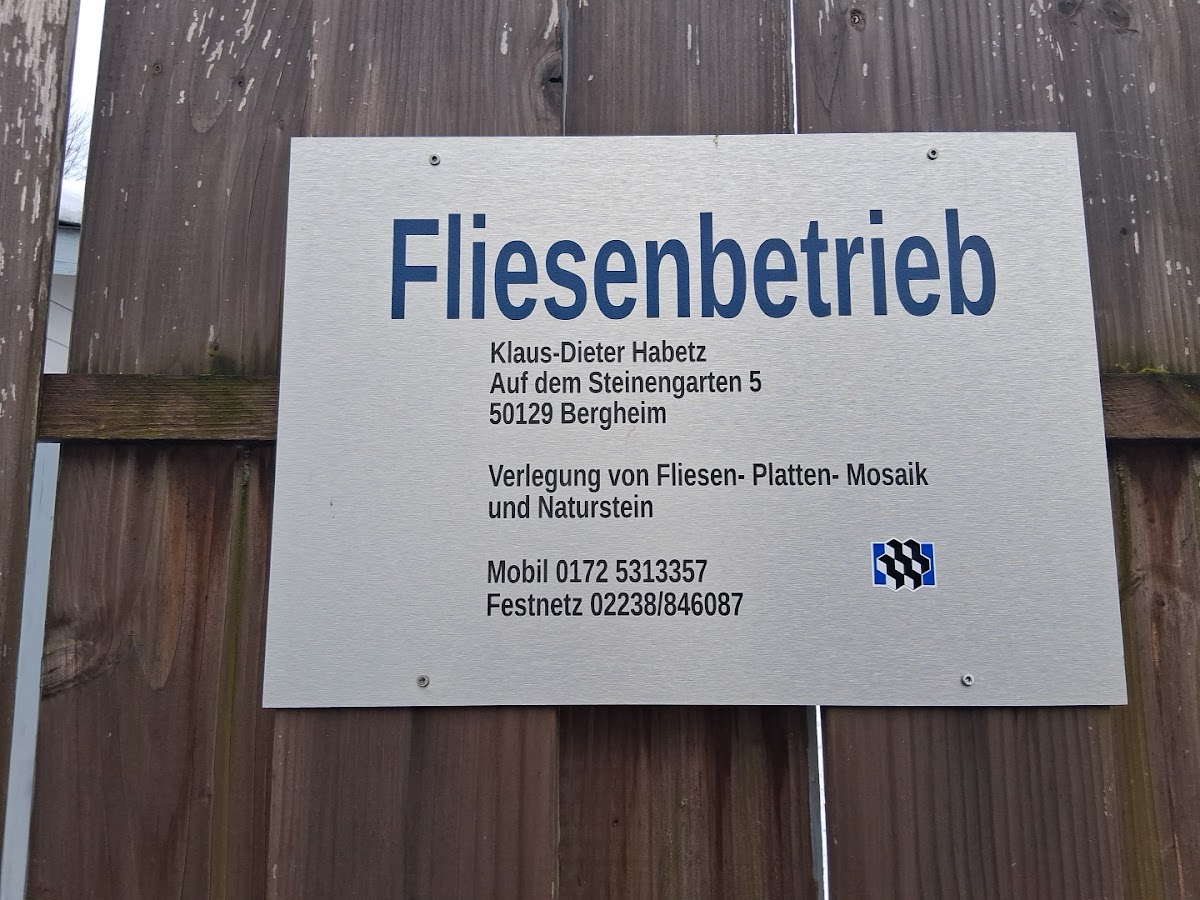 Fliesenbetrieb
Klaus-Dieter Habetz
Auf dem Steinengarten 5
50129 Bergheim
Verlegung von Fliesen- Platten- Mosaik
und Naturstein
Mobil 0172 5313357
Festnetz 02238/846087